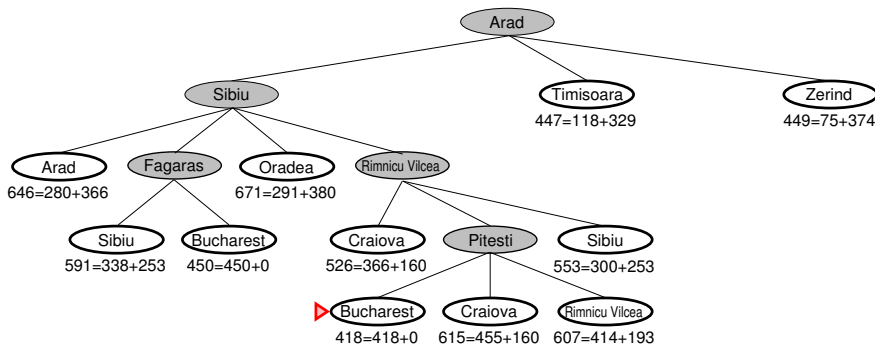 Arad
Sibiu Timisoara Zerind
447=118+329 449=75+374
Arad Fagaras Oradea Rimnicu Vilcea
646=280+366 671=291+380
Sibiu Bucharest Craiova Pitesti Sibiu
591=338+253 450=450+0 526=366+160 553=300+253
Bucharest Craiova Rimnicu Vilcea
418=418+0 615=455+160 607=414+193